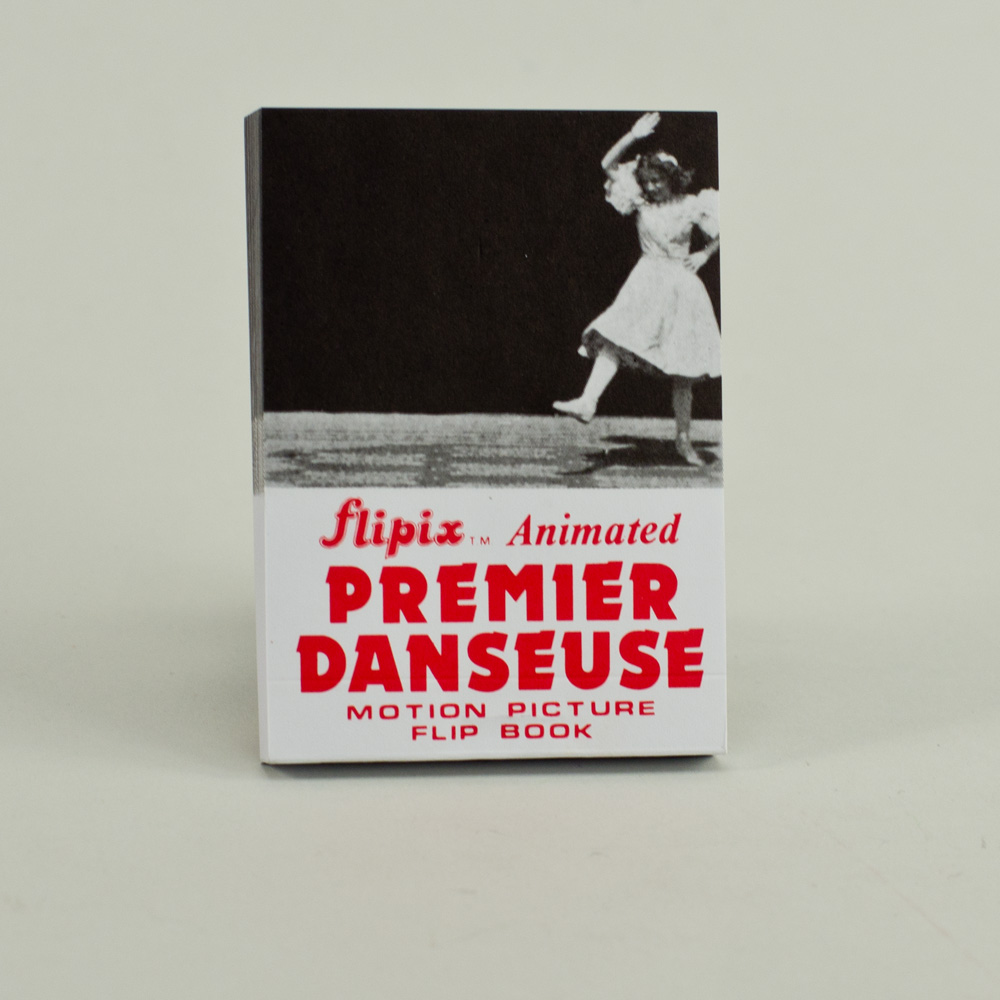 flipix™ Animated
PREMIER
DANSEUSE
MOTION PICTURE
FLIP BOOK